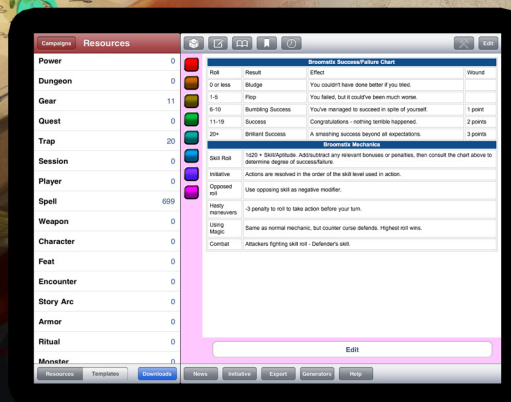 Campaigns Resources Edit
Power 0
Dungeon 0
Gear 11
Quest 0
Trap 20
Session 0
Player 0
Spell 699
Weapon 0
Character 0
Feat 0
Encounter 0
Story Arc 0
Armor 0
Ritual 0
Monster 0
Resources Templates Downloads
Broomstix Success/Failure Chart
Roll Result Effect Wound
0 or less Bludge You couldn't have done better if you tried.
1-5 Flop You failed, but it could've been much worse.
6-10 Bumbling Success You've managed to succeed in spite of yourself. 1 point
11-19 Success Congratulations - nothing terrible happened. 2 points
20+ Brilliant Success A smashing success beyond all expectations. 3 points
Broomstix Mechanics
Skill Roll 1d20 + Skill/Aptitude. Add/subtract any relevant bonuses or penalties, then consult the chart above to
determine degree of success/failure.
Initiative Actions are resolved in the order of the skill level used in action.
Opposed
roll Use opposing skill as negative modifier.
Hasty
maneuvers -3 penalty to roll to take action before your turn.
Using
Magic Same as normal mechanic, but counter curse defends. Highest roll wins.
Combat Attackers fighting skill roll - Defender's skill.
Edit
News Initiative Export Generators Help